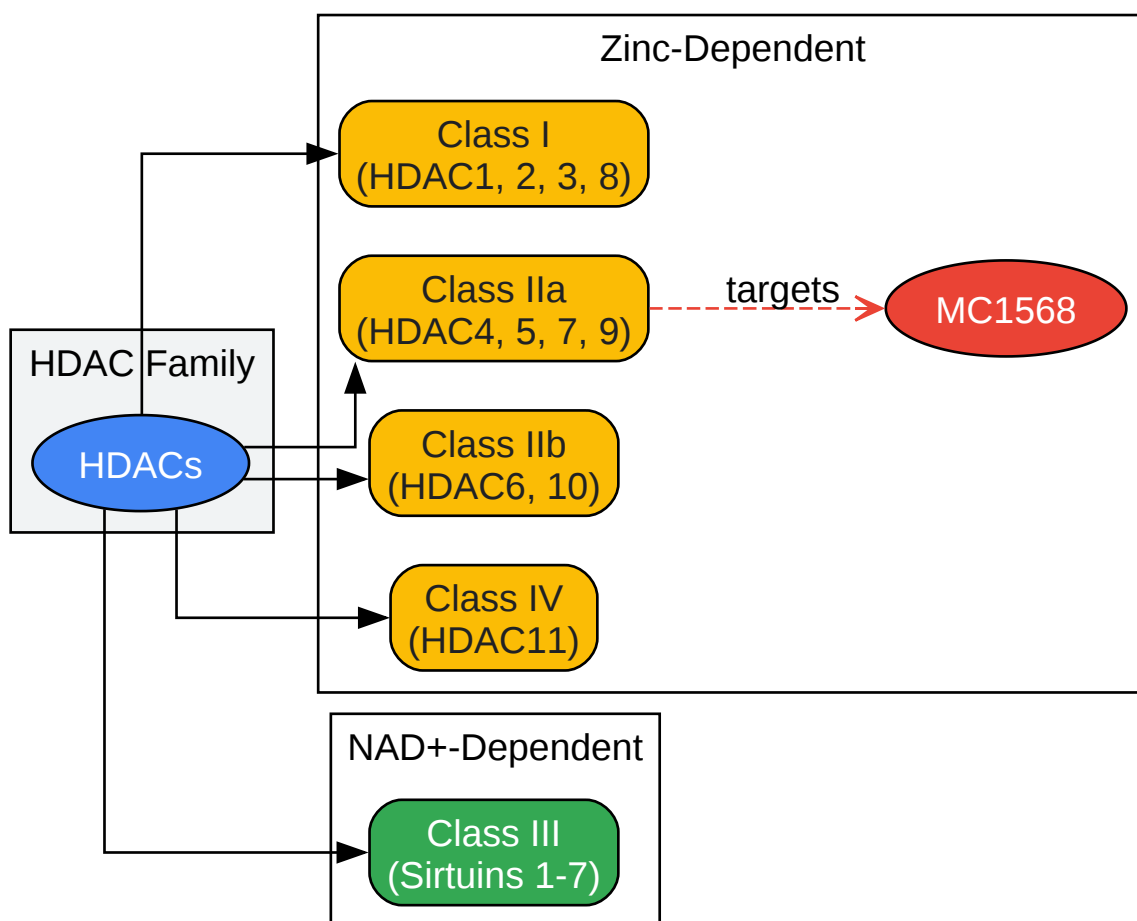 Zinc-Dependent
Class I
(HDAC1, 2, 3, 8)
Class IIa
(HDAC4, 5, 7, 9)
targets
MC1568
HDAC Family
HDACs
Class IIb
(HDAC6, 10)
Class IV
(HDAC11)
NAD+-Dependent
Class III
(Sirtuins 1-7)